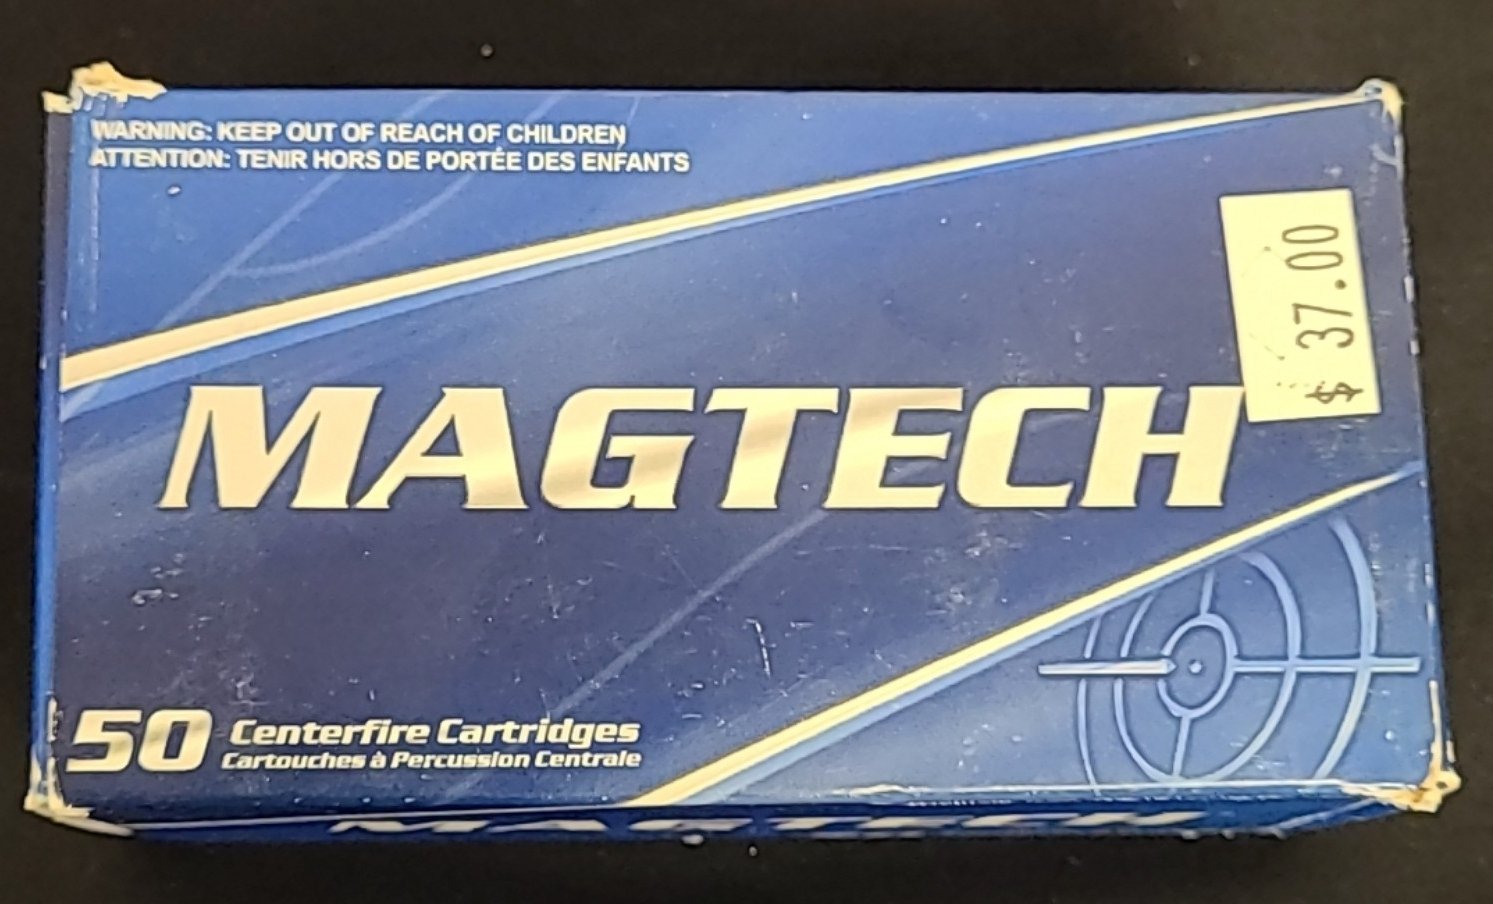 WARNING: KEEP OUT OF REACH OF CHILDREN
ATTENTION: TENIR HORS DE PORTÉE DES ENFANTS
$ 37.00
MAGTECH
50 Centerfire Cartridges
Cartouches à Percussion Centrale
MAGTECH